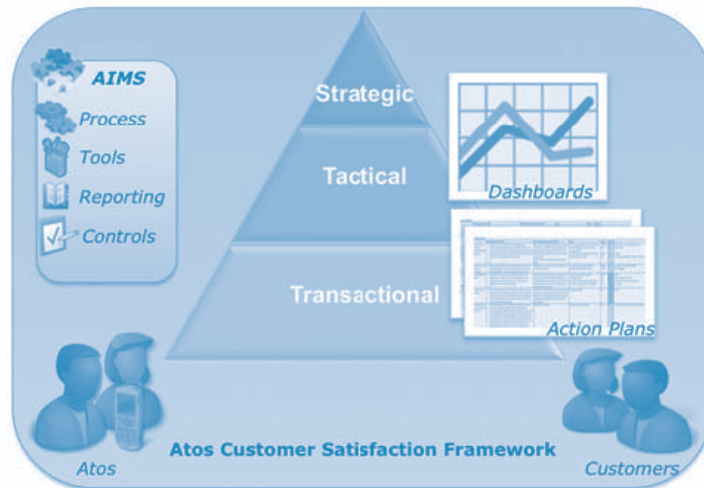 AIMS
Process
Tools
Reporting
Controls
Strategic
Tactical
Transactional
Dashboards
Action Plans
Atos Customer Satisfaction Framework
Atos
Customers